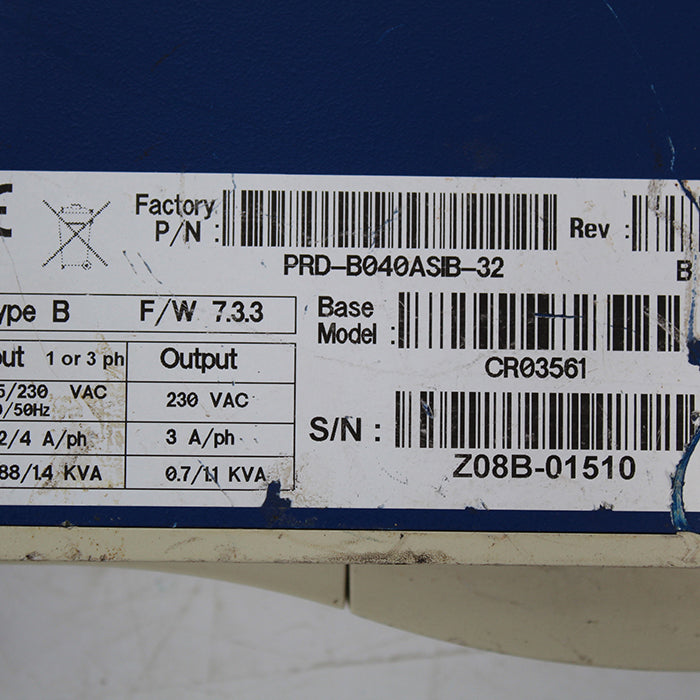 Factory
P/N :
PRD-B040ASIB-32
Rev :
B
ype B F/W 7.3.3
Base
Model :
CR03561
put 1 or 3 ph Output
5/230 VAC 230 VAC
0/50Hz
2/4 A/ph 3 A/ph
88/1.4 KVA 0.7/1.1 KVA
S/N :
Z08B-01510